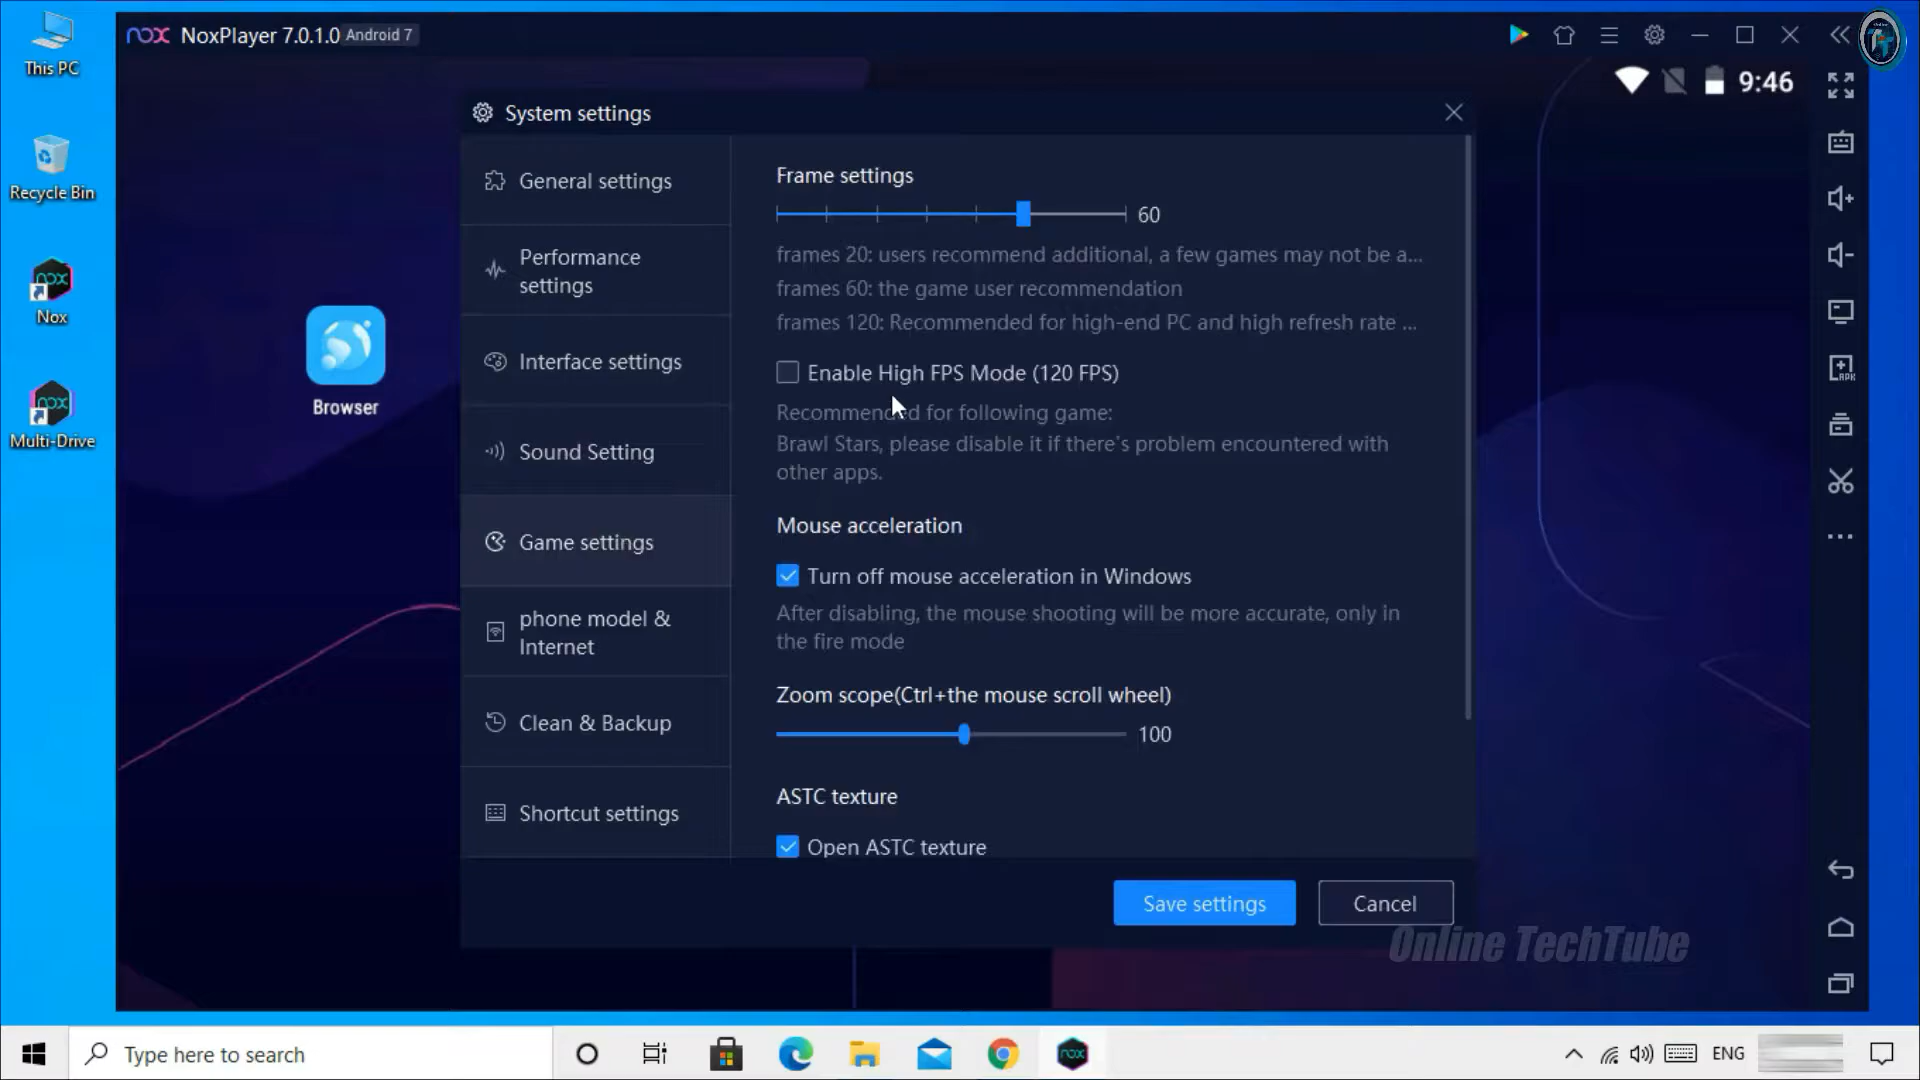 This PC
Recycle Bin
nox
Nox
nox
Multi-Drive
nox NoxPlayer 7.0.1.0 Android 7
9:46
Browser
System settings
General settings
Performance
settings
Interface settings
Sound Setting
Game settings
phone model &
Internet
Clean & Backup
Shortcut settings
Frame settings
60
frames 20: users recommend additional, a few games may not be a...
frames 60: the game user recommendation
frames 120: Recommended for high-end PC and high refresh rate ...
Enable High FPS Mode (120 FPS)
Recommended for following game:
Brawl Stars, please disable it if there's problem encountered with
other apps.
Mouse acceleration
Turn off mouse acceleration in Windows
After disabling, the mouse shooting will be more accurate, only in
the fire mode
Zoom scope(Ctrl+the mouse scroll wheel)
100
ASTC texture
Open ASTC texture
Save settings
Cancel
APK
Online TechTube
Type here to search
nox
ENG